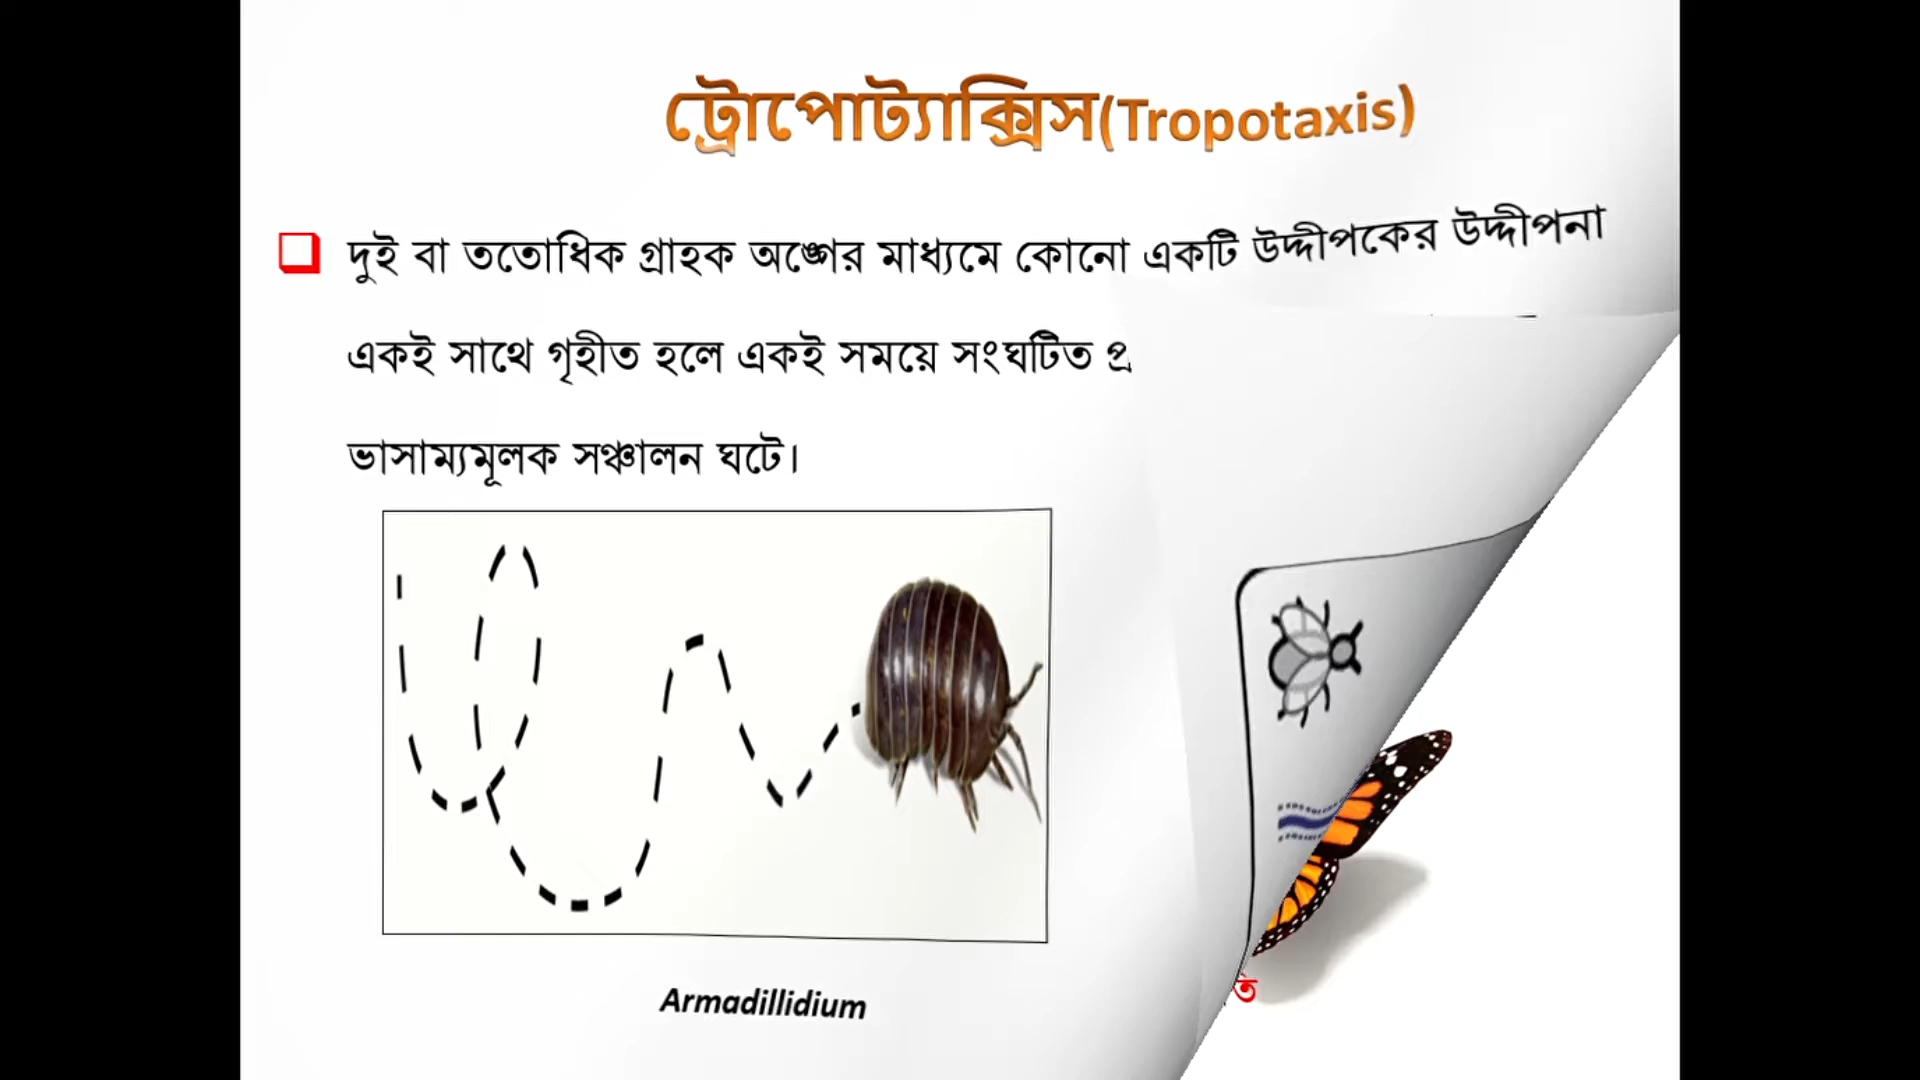 ট্রোপোট্যাক্সিস(Tropotaxis)
দুই বা ততোধিক গ্রাহক অঙ্গের মাধ্যমে কোনো একটি উদ্দীপকের উদ্দীপনা
একই সাথে গৃহীত হলে একই সময়ে সংঘটিত
ভাসাম্যমূলক সঞ্চালন ঘটে।
Armadillidium